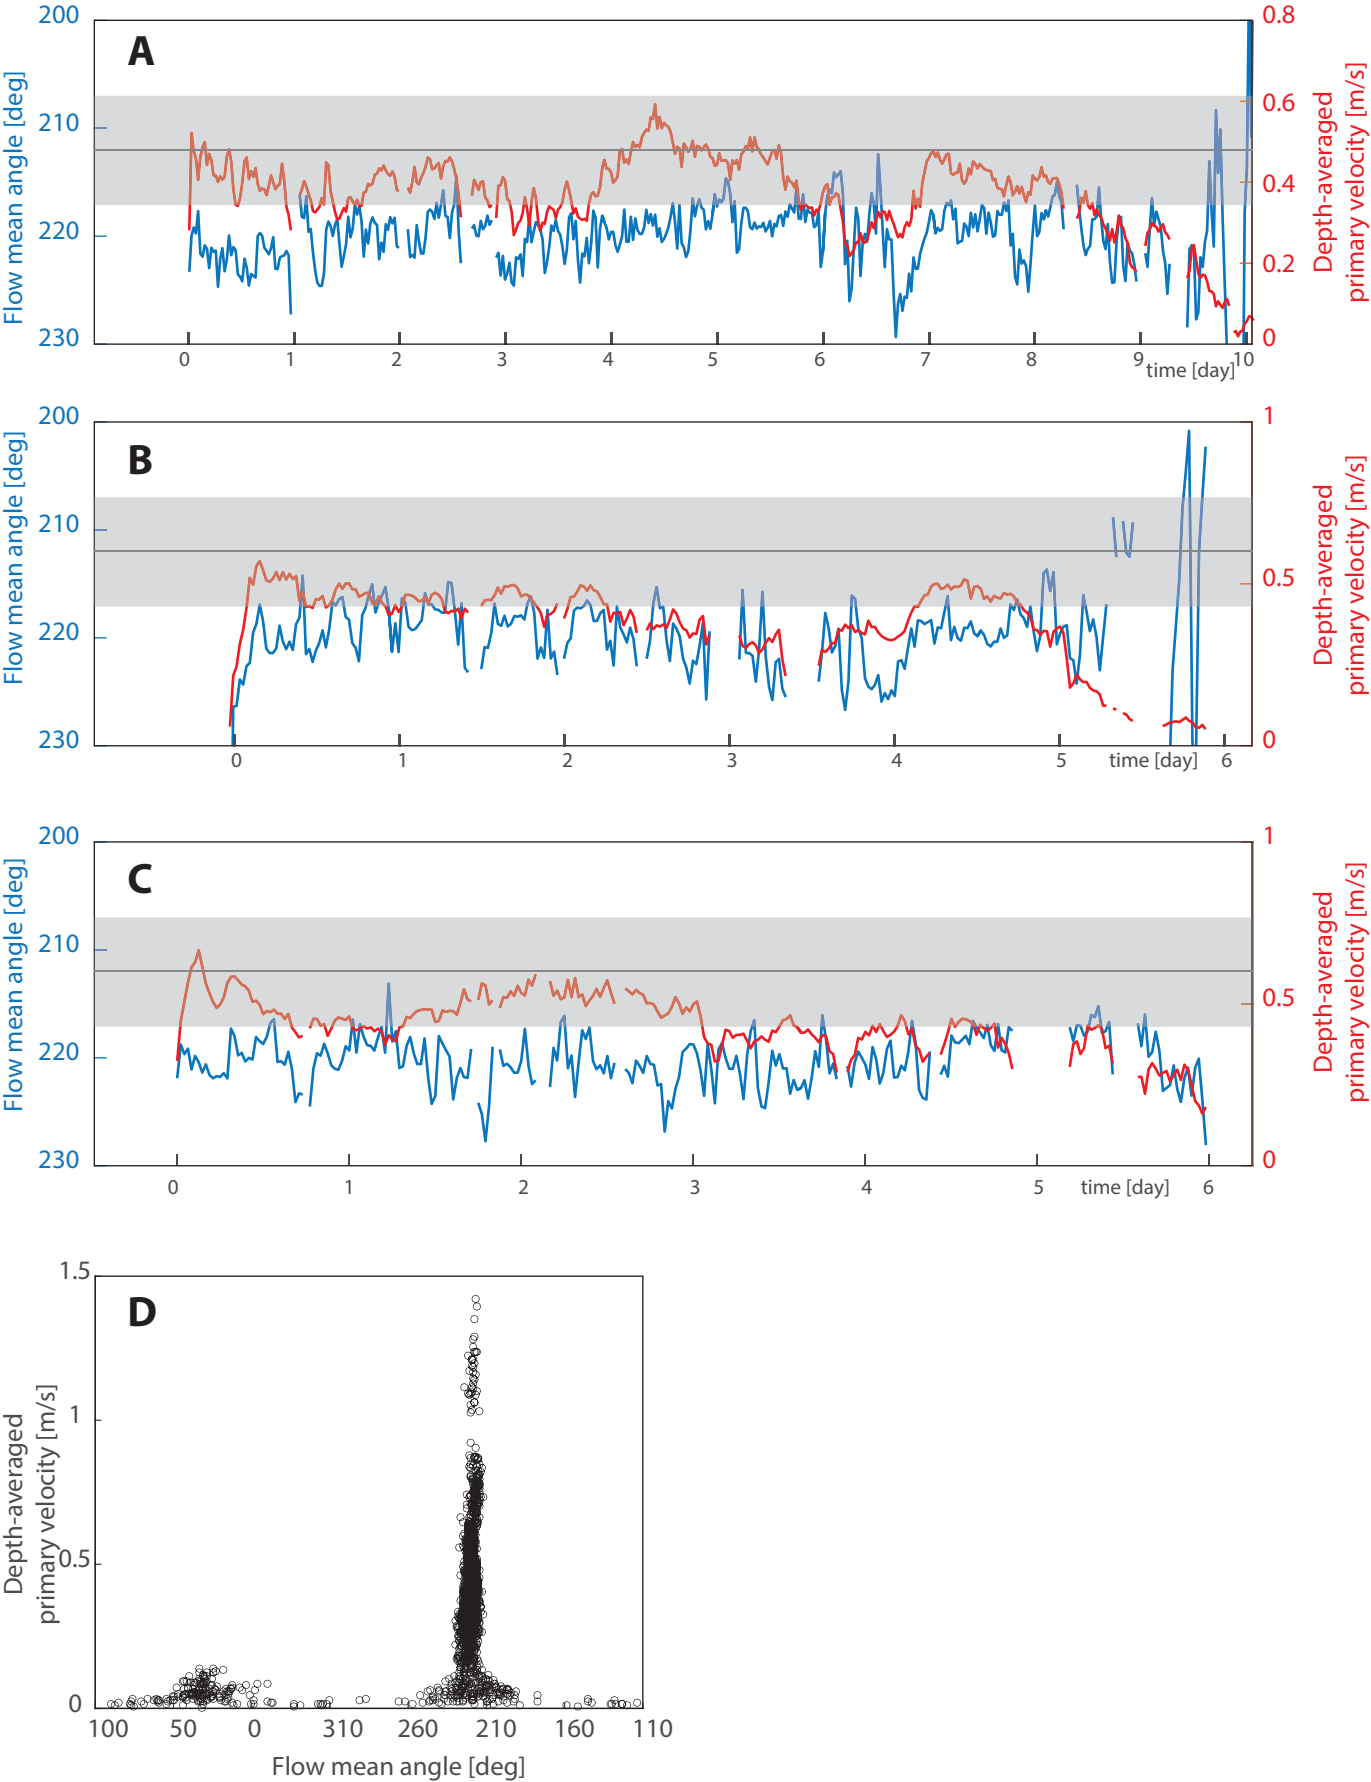 A
Flow mean angle [deg]
200
210
220
230
0.8
0.6
0.4
0.2
0
Depth-averaged
primary velocity [m/s]
0 1 2 3 4 5 6 7 8 9 10
time [day]
B
Flow mean angle [deg]
200
210
220
230
1
0.5
0
Depth-averaged
primary velocity [m/s]
0 1 2 3 4 5 time [day] 6
C
Flow mean angle [deg]
200
210
220
230
1
0.5
0
Depth-averaged
primary velocity [m/s]
0 1 2 3 4 5 time [day] 6
D
Depth-averaged
primary velocity [m/s]
1.5
1
0.5
0
100 50 0 310 260 210 160 110
Flow mean angle [deg]